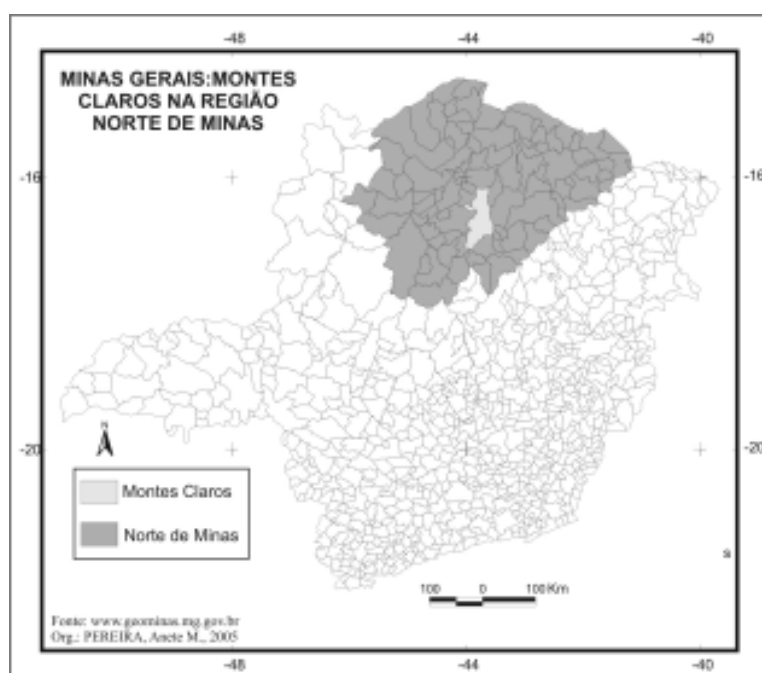 -48 -44 -40
MINAS GERAIS:MONTES
CLAROS NA REGIÃO
NORTE DE MINAS
-16 -16
-20 -20
N
Montes Claros
Norte de Minas
s
100 0 100 Km
Fonte: www.geominas.mg.gov.br
Org.: PEREIRA, Anete M., 2005
-48 -44 -40